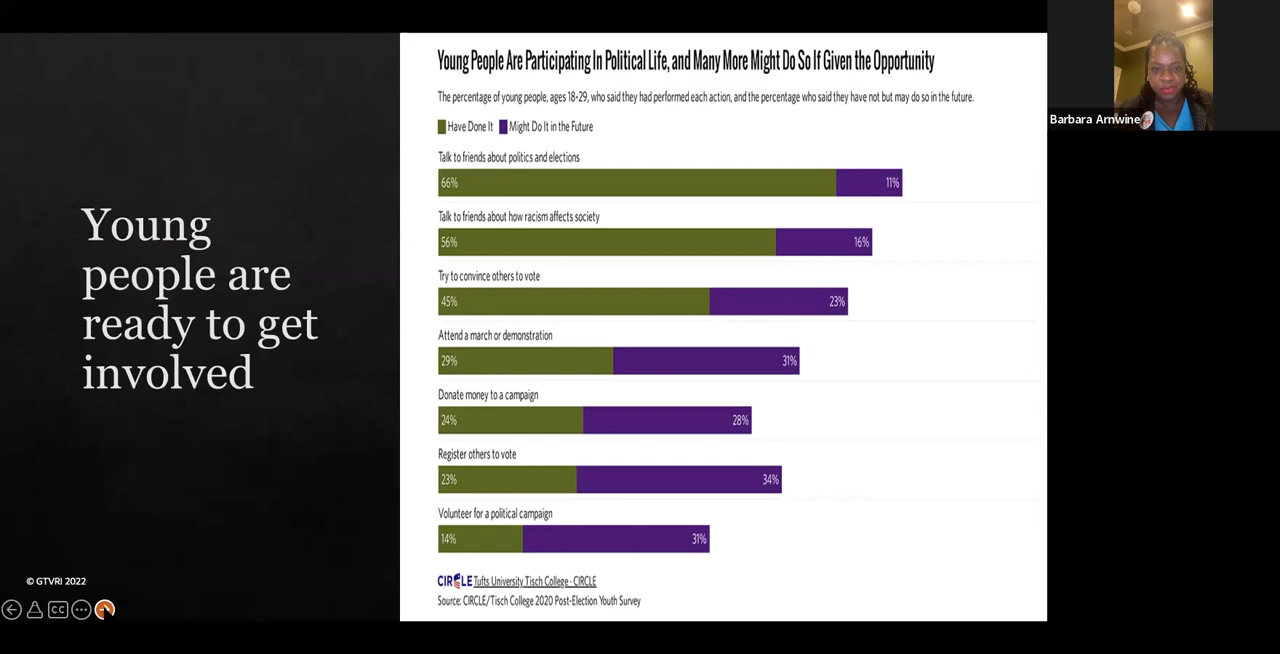 Young
people are
ready to get
involved
© GTVRI 2022
CC
Young People Are Participating In Political Life, and Many More Might Do So If Given the Opportunity
The percentage of young people, ages 18-29, who said they had performed each action, and the percentage who said they have not but may do so in the future.
Have Done It Might Do It in the Future
Talk to friends about politics and elections
66% 11%
Talk to friends about how racism affects society
56% 16%
Try to convince others to vote
45% 23%
Attend a march or demonstration
29% 31%
Donate money to a campaign
24% 28%
Register others to vote
23% 34%
Volunteer for a political campaign
14% 31%
CIRCLE Tufts University Tisch College · CIRCLE
Source: CIRCLE/Tisch College 2020 Post-Election Youth Survey
Barbara Arnwine